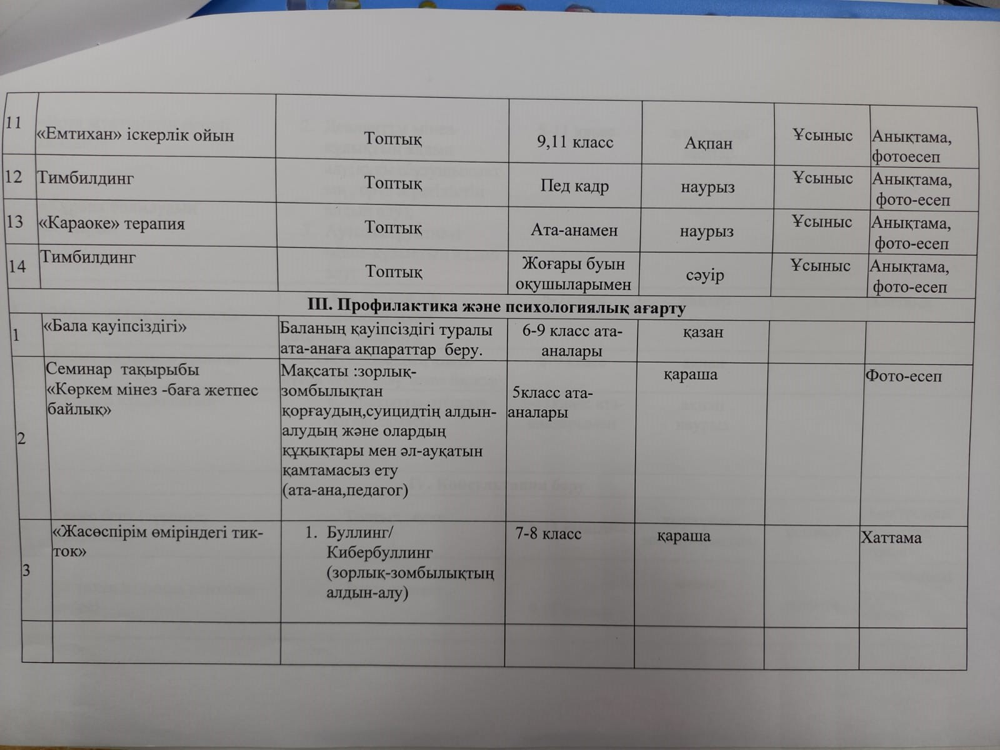 11
«Емтихан» іскерлік ойын
Топтық
9,11 класс
Ақпан
Ұсыныс
Анықтама,
фотоесеп
12
Тимбилдинг
Топтық
Пед кадр
наурыз
Ұсыныс
Анықтама,
фото-есеп
13
«Караоке» терапия
Топтық
Ата-анамен
наурыз
Ұсыныс
Анықтама,
фото-есеп
14
Тимбилдинг
Топтық
Жоғары буын
оқушыларымен
сәуір
Ұсыныс
Анықтама,
фото-есеп
III. Профилактика және психологиялық ағарту
1
«Бала қауіпсіздігі»
Баланың қауіпсіздігі туралы
ата-анаға ақпараттар беру.
6-9 класс ата-
аналары
қазан
2
Семинар тақырыбы
«Көркем мінез -баға жетпес
байлық»
Мақсаты :зорлық-
зомбылықтан
қорғаудың,суицидтің алдын-
алудың және олардың
құқықтары мен әл-ауқатын
қамтамасыз ету
(ата-ана,педагог)
5класс ата-
аналары
қараша
Фото-есеп
3
«Жасөспірім өміріндегі тик-
ток»
1. Буллинг/
Кибербуллинг
(зорлық-зомбылықтың
алдын-алу)
7-8 класс
қараша
Хаттама